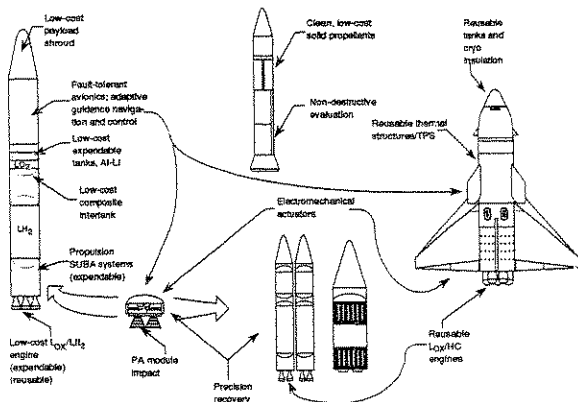 Low-cost
payload
shroud
Fault-tolerant
avionics; adaptive
guidence naviga-
tion and control
Low-cost
expendable
tanks, Al-Li
LO2
Low-cost
composite
intertank
LH2
Propulsion
SUBA systems
(expendable)
Low-cost LOX/LH2
engine
(expendable)
(reusable)
PA module
impact
Clean, low-cost
solid propellants
Non-destructive
evaluation
Electromechanical
actuators
Precision
recovery
Reusable
tanks and
cryo
insulation
Reusable thermal
structures/TPS
Reusable
LOX/HC
engines